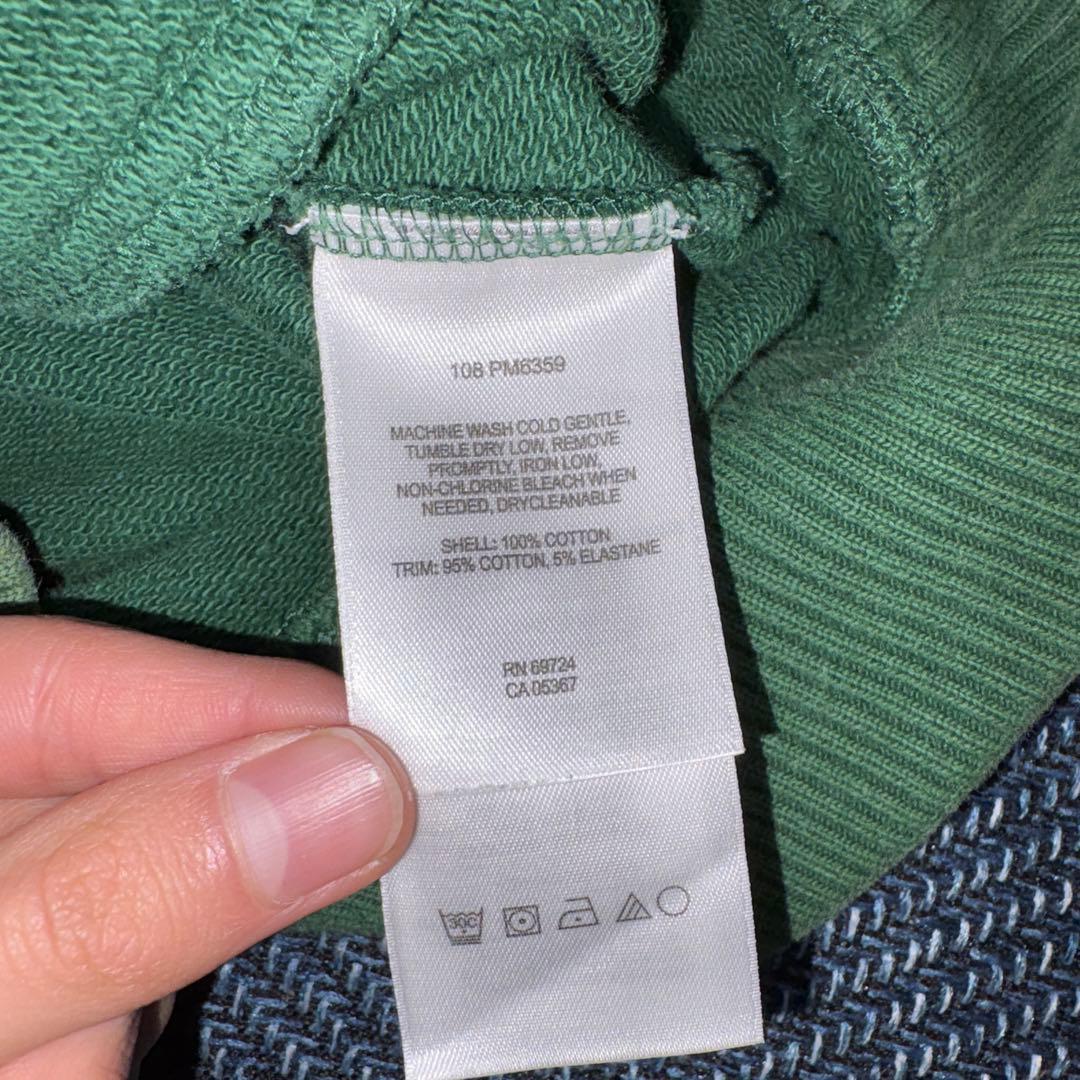 108 PM6359
MACHINE WASH COLD GENTLE,
TUMBLE DRY LOW, REMOVE
PROMPTLY, IRON LOW,
NON-CHLORINE BLEACH WHEN
NEEDED, DRYCLEANABLE
SHELL: 100% COTTON
TRIM: 95% COTTON, 5% ELASTANE
RN 69724
CA 05367
30C